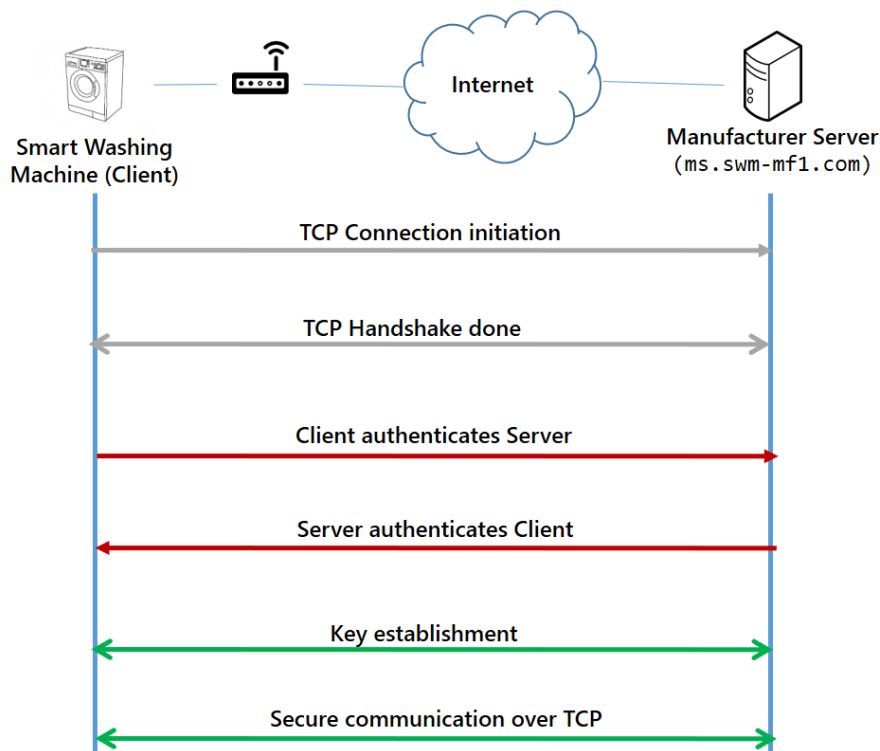 Internet
Smart Washing
Machine (Client)
Manufacturer Server
(ms.swm-mf1.com)
TCP Connection initiation
TCP Handshake done
Client authenticates Server
Server authenticates Client
Key establishment
Secure communication over TCP